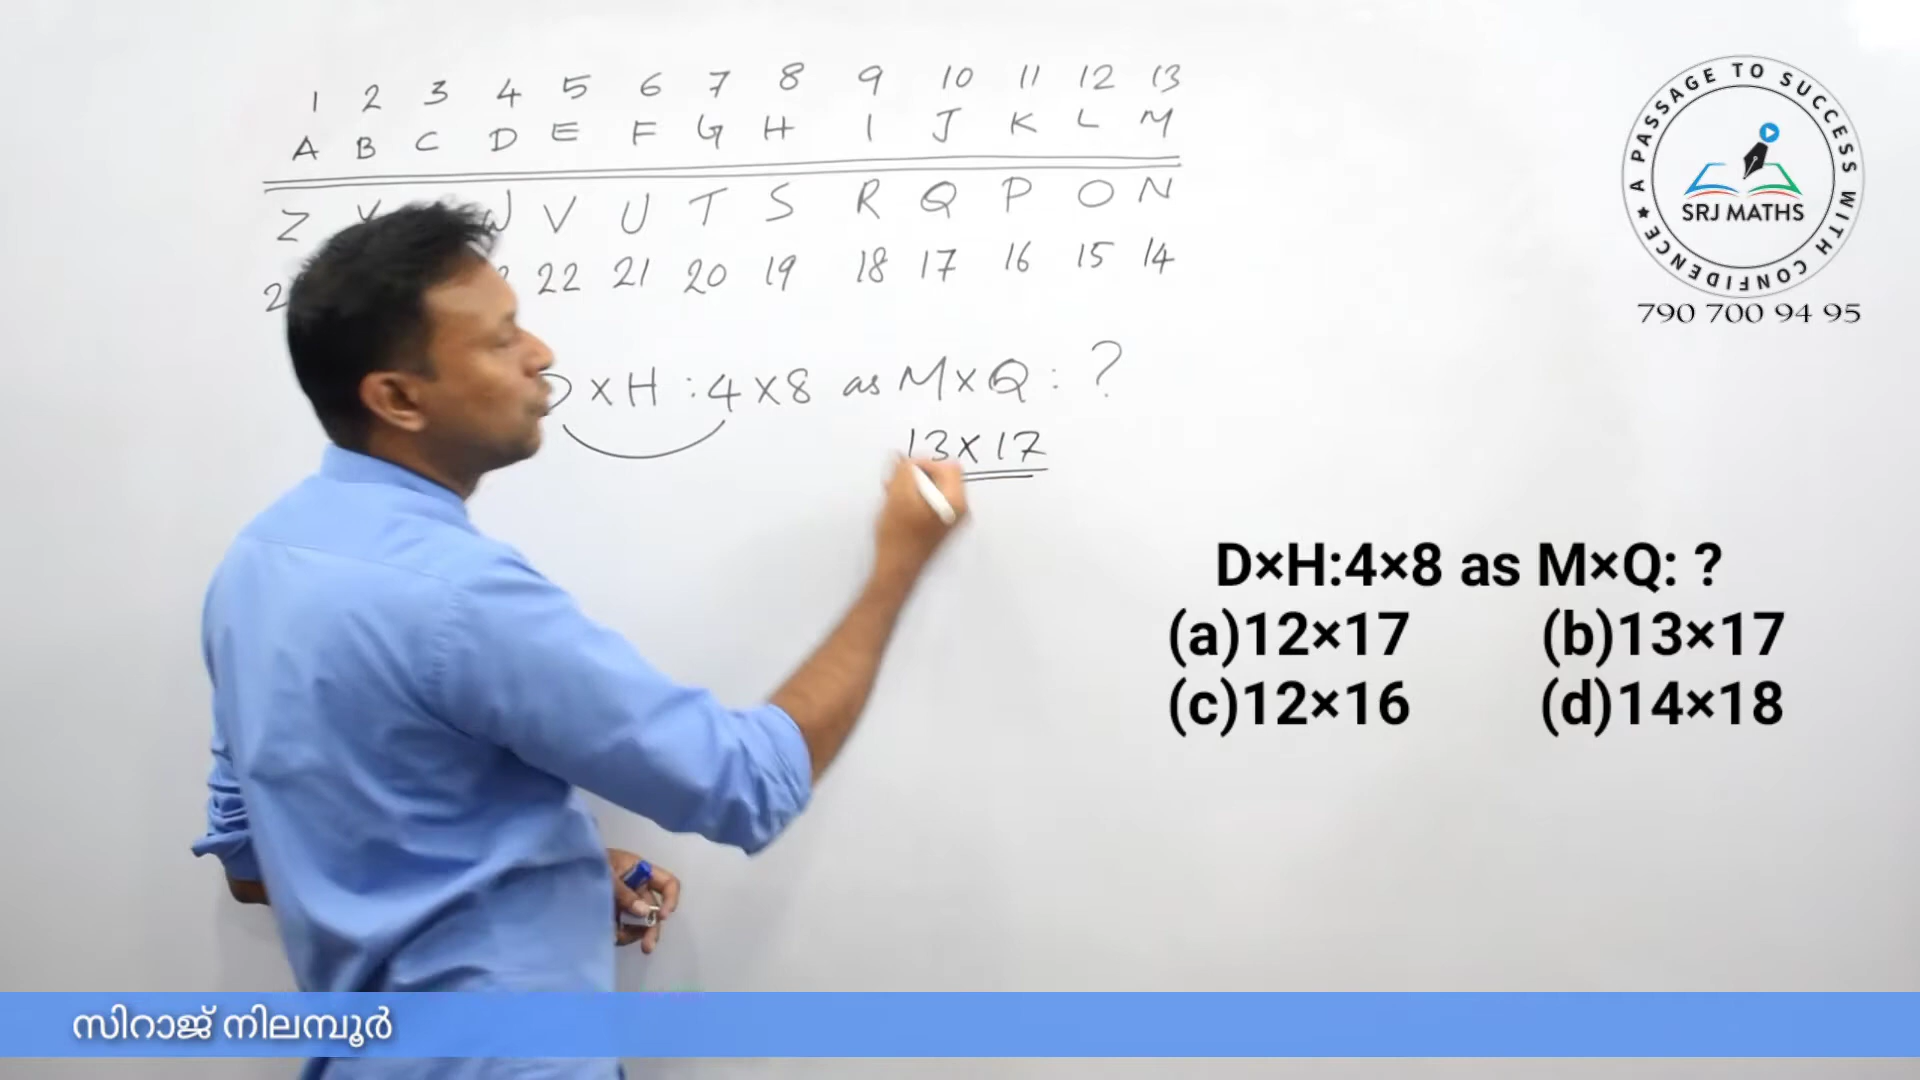 1 2 3 4 5 6 7 8 9 10 11 12 13
A B C D E F G H I J K L M
Z V U T S R Q P O N
22 21 20 19 18 17 16 15 14
×H :4×8 as M×Q: ?
13×17
A PASSAGE TO SUCCESS WITH CONFIDENCE
SRJ MATHS
790 700 94 95
D×H:4×8 as M×Q: ?
(a)12×17 (b)13×17
(c)12×16 (d)14×18
സിറാജ് നിലമ്പൂർ